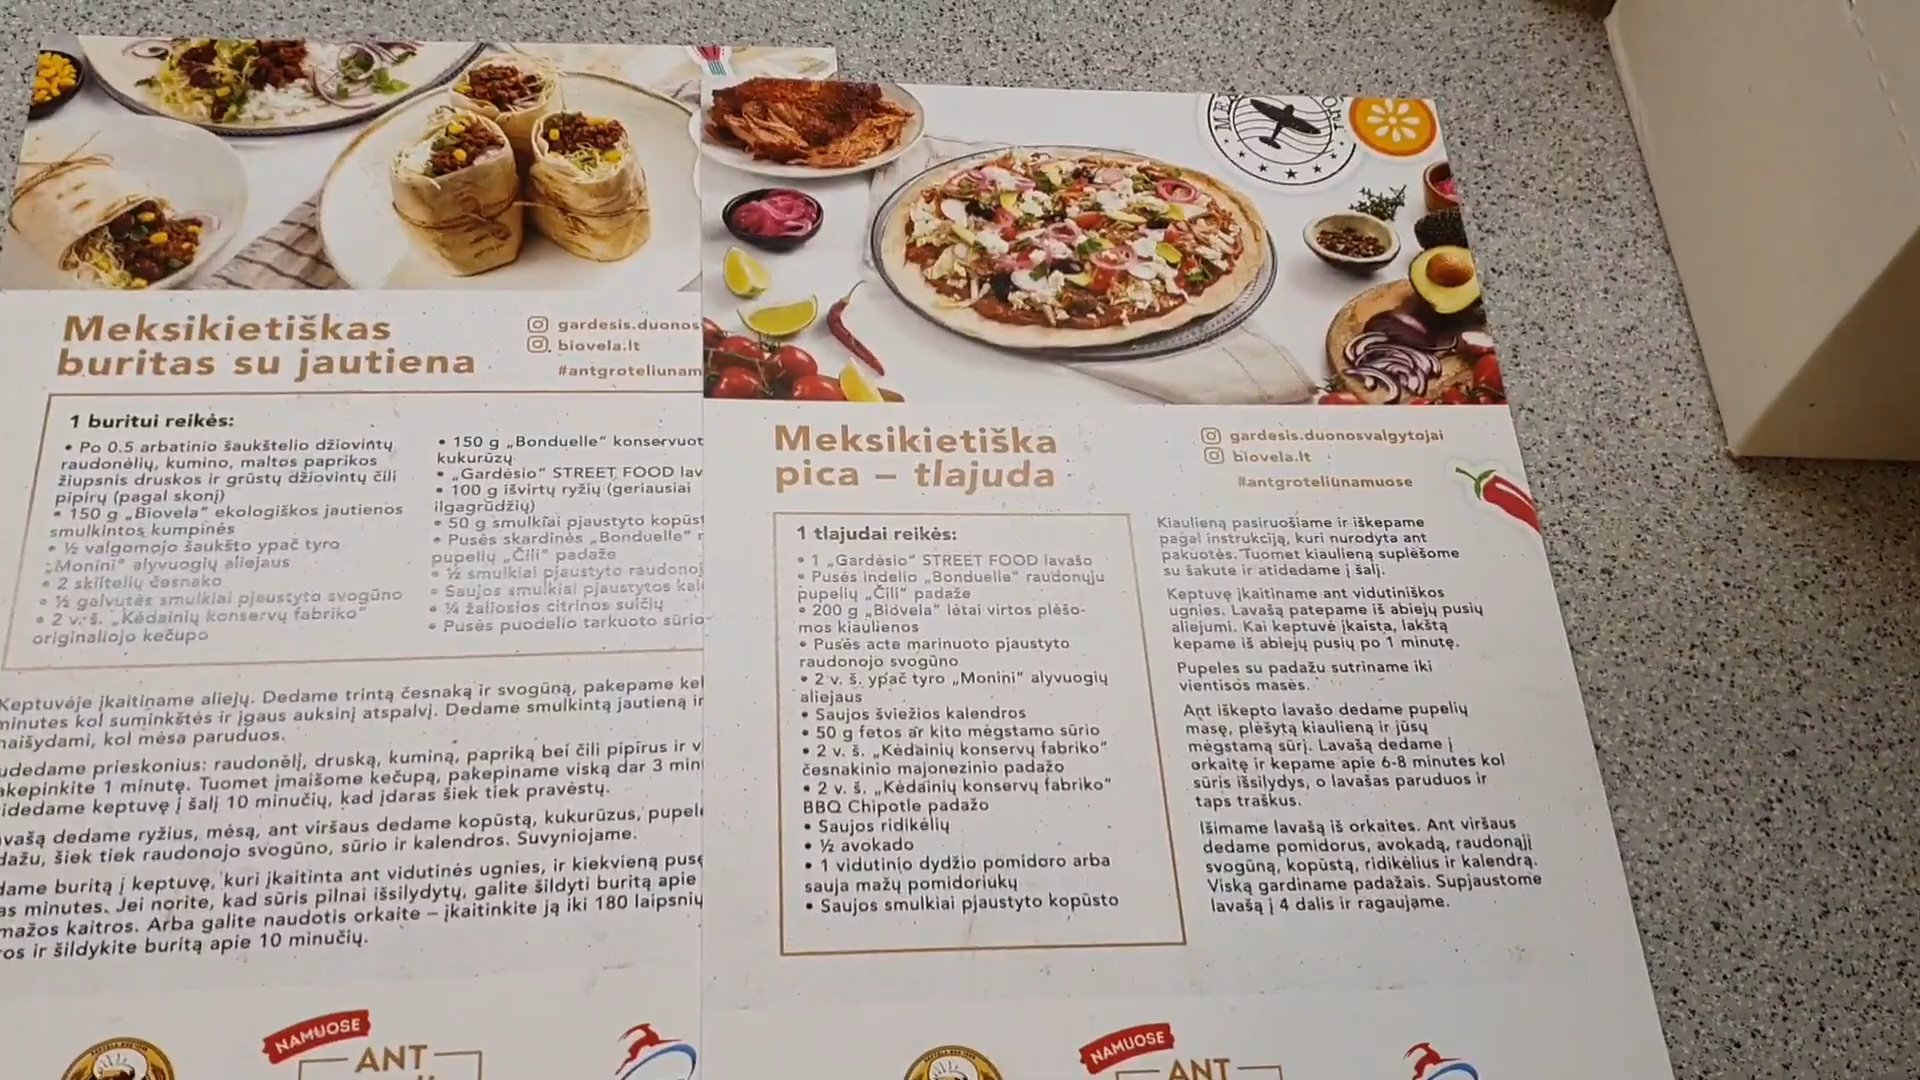 Meksikietiškas
buritas su jautiena
gardesis.duonos
biovela.lt
#antgroteliunam
1 buritui reikės:
• Po 0.5 arbatinio šaukštelio džiovintų
raudonėlių, kumino, maltos paprikos
žiupsnis druskos ir grūstų džiovintų čili
pipirų (pagal skonį)
• 150 g „Biovela“ ekologiškos jautienos
smulkintos kumpinės
• ½ valgomojo šaukšto ypač tyro
„Monini“ alyvuogių aliejaus
• 2 skiltelių česnako
• ½ galvutės smulkiai pjaustyto svogūno
• 2 v. š. „Kėdainių konservų fabriko“
originaliojo kečupo
• 150 g „Bonduelle“ konservuot
kukurūzų
• „Gardėsio“ STREET FOOD lav
• 100 g išvirtų ryžių (geriausiai
ilgagrūdžių)
• 50 g smulkiai pjaustyto kopūst
• Pusės skardinės „Bonduelle“ r
pupelių „Čili“ padaže
• ½ smulkiai pjaustyto raudonoj
• Saujos smulkiai pjaustytos kal
• ¼ žaliosios citrinos sulčių
• Pusės puodelio tarkuoto sūrio
Keptuvėje įkaitiname aliejų. Dedame trintą česnaką ir svogūną, pakepame kel
minutes kol suminkštės ir įgaus auksinį atspalvį. Dedame smulkintą jautieną ir
maišydami, kol mėsa paruduos.
udedame prieskonius: raudonėlį, druską, kuminą, papriką bei čili pipirus ir v
akepinkite 1 minutę. Tuomet įmaišome kečupą, pakepiname viską dar 3 min
idedame keptuvę į šalį 10 minučių, kad įdaras šiek tiek pravėstų.
vašą dedame ryžius, mėsą, ant viršaus dedame kopūstą, kukurūzus, pupel
dažu, šiek tiek raudonojo svogūno, sūrio ir kalendros. Suvyniojame.
dame buritą į keptuvę, kuri įkaitinta ant vidutinės ugnies, ir kiekvieną pusę
as minutes. Jei norite, kad sūris pilnai išsilydytų, galite šildyti buritą apie
mažos kaitros. Arba galite naudotis orkaite – įkaitinkite ją iki 180 laipsnių
os ir šildykite buritą apie 10 minučių.
NAMUOSE
ANT
Meksikietiška
pica – tlajuda
gardesis.duonosvalgytojai
biovela.lt
#antgroteliūnamuose
1 tlajudai reikės:
• 1 „Gardėsio“ STREET FOOD lavašo
• Pusės indelio „Bonduelle“ raudonųjų
pupelių „Čili“ padaže
• 200 g „Biovela“ lėtai virtos plėšo-
mos kiaulienos
• Pusės acte marinuoto pjaustyto
raudonojo svogūno
• 2 v. š. ypač tyro „Monini“ alyvuogių
aliejaus
• Saujos šviežios kalendros
• 50 g fetos ar kito mėgstamo sūrio
• 2 v. š. „Kėdainių konservų fabriko“
česnakinio majonezinio padažo
• 2 v. š. „Kėdainių konservų fabriko“
BBQ Chipotle padažo
• Saujos ridikėlių
• ½ avokado
• 1 vidutinio dydžio pomidoro arba
sauja mažų pomidoriukų
• Saujos smulkiai pjaustyto kopūsto
Kiaulieną pasiruošiame ir iškepame
pagal instrukciją, kuri nurodyta ant
pakuotės. Tuomet kiaulieną suplėšome
su šakute ir atidedame į šalį.
Keptuvę įkaitiname ant vidutiniškos
ugnies. Lavašą patepame iš abiejų pusių
aliejumi. Kai keptuvė įkaista, lakštą
kepame iš abiejų pusių po 1 minutę.
Pupeles su padažu sutriname iki
vientisos masės.
Ant iškepto lavašo dedame pupelių
masę, plėšytą kiaulieną ir jūsų
mėgstamą sūrį. Lavašą dedame į
orkaitę ir kepame apie 6-8 minutes kol
sūris išsilydys, o lavašas paruduos ir
taps traškus.
Išimame lavašą iš orkaitės. Ant viršaus
dedame pomidorus, avokadą, raudonąjį
svogūną, kopūstą, ridikėlius ir kalendrą.
Viską gardiname padažais. Supjaustome
lavašą į 4 dalis ir ragaujame.
NAMUOSE
ANT